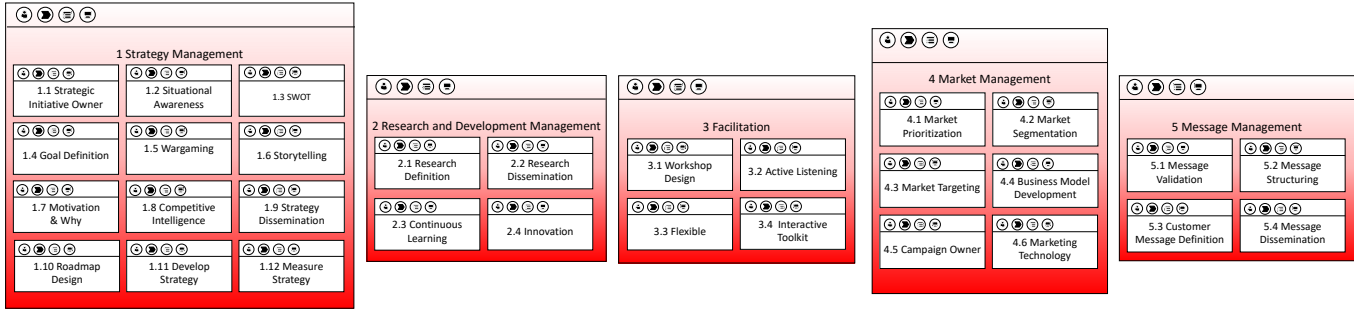 1 Strategy Management
1.1 Strategic
Initiative Owner
1.2 Situational
Awareness
1.3 SWOT
1.4 Goal Definition
1.5 Wargaming
1.6 Storytelling
1.7 Motivation
& Why
1.8 Competitive
Intelligence
1.9 Strategy
Dissemination
1.10 Roadmap
Design
1.11 Develop
Strategy
1.12 Measure
Strategy
2 Research and Development Management
2.1 Research
Definition
2.2 Research
Dissemination
2.3 Continuous
Learning
2.4 Innovation
3 Facilitation
3.1 Workshop
Design
3.2 Active Listening
3.3 Flexible
3.4 Interactive
Toolkit
4 Market Management
4.1 Market
Prioritization
4.2 Market
Segmentation
4.3 Market Targeting
4.4 Business Model
Development
4.5 Campaign Owner
4.6 Marketing
Technology
5 Message Management
5.1 Message
Validation
5.2 Message
Structuring
5.3 Customer
Message Definition
5.4 Message
Dissemination